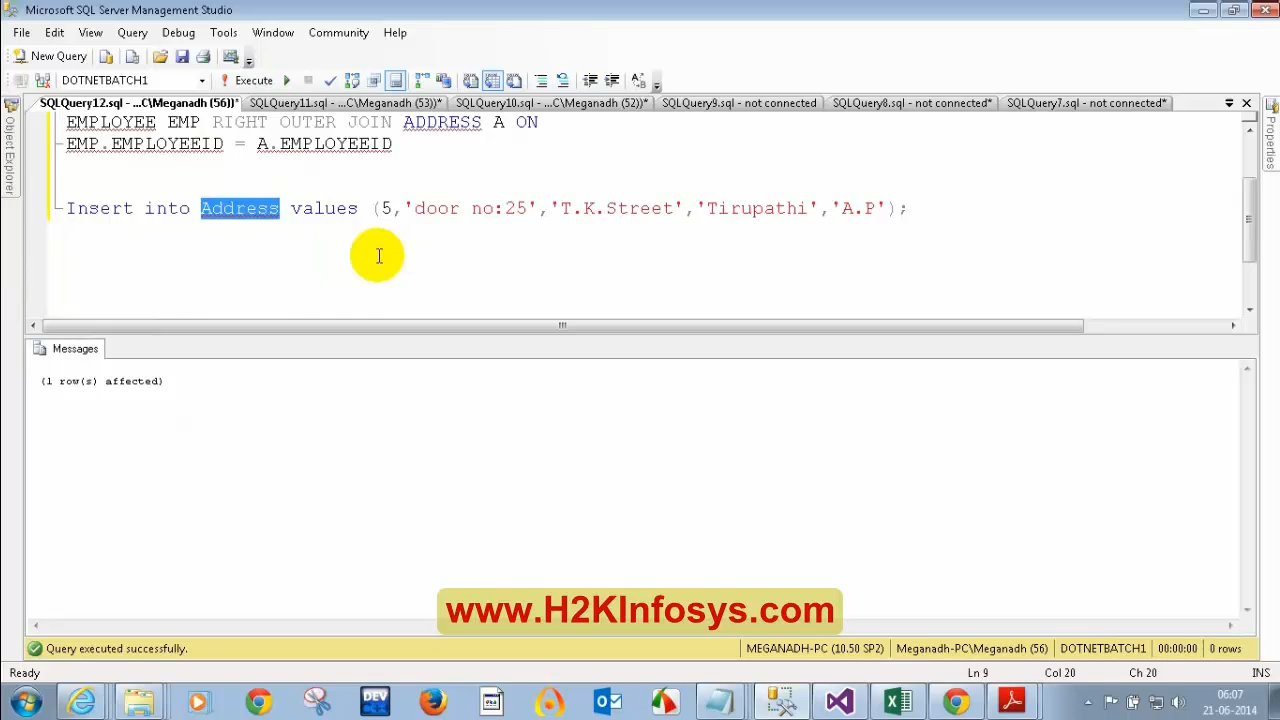 Microsoft SQL Server Management Studio
File Edit View Query Debug Tools Window Community Help
New Query
DOTNETBATCH1 Execute
SQLQuery12.sql - ...C\Meganadh (56))* SQLQuery11.sql - ...C\Meganadh (53))* SQLQuery10.sql - ...C\Meganadh (52))* SQLQuery9.sql - not connected SQLQuery8.sql - not connected* SQLQuery7.sql - not connected*
Object Explorer
Properties
EMPLOYEE EMP RIGHT OUTER JOIN ADDRESS A ON
EMP.EMPLOYEEID = A.EMPLOYEEID
Insert into Address values (5,'door no:25','T.K.Street','Tirupathi','A.P');
Messages
(1 row(s) affected)
www.H2KInfosys.com
Query executed successfully. MEGANADH-PC (10.50 SP2) Meganadh-PC\Meganadh (56) DOTNETBATCH1 00:00:00 0 rows
Ready Ln 9 Col 20 Ch 20 INS
DEV
06:07
21-06-2014